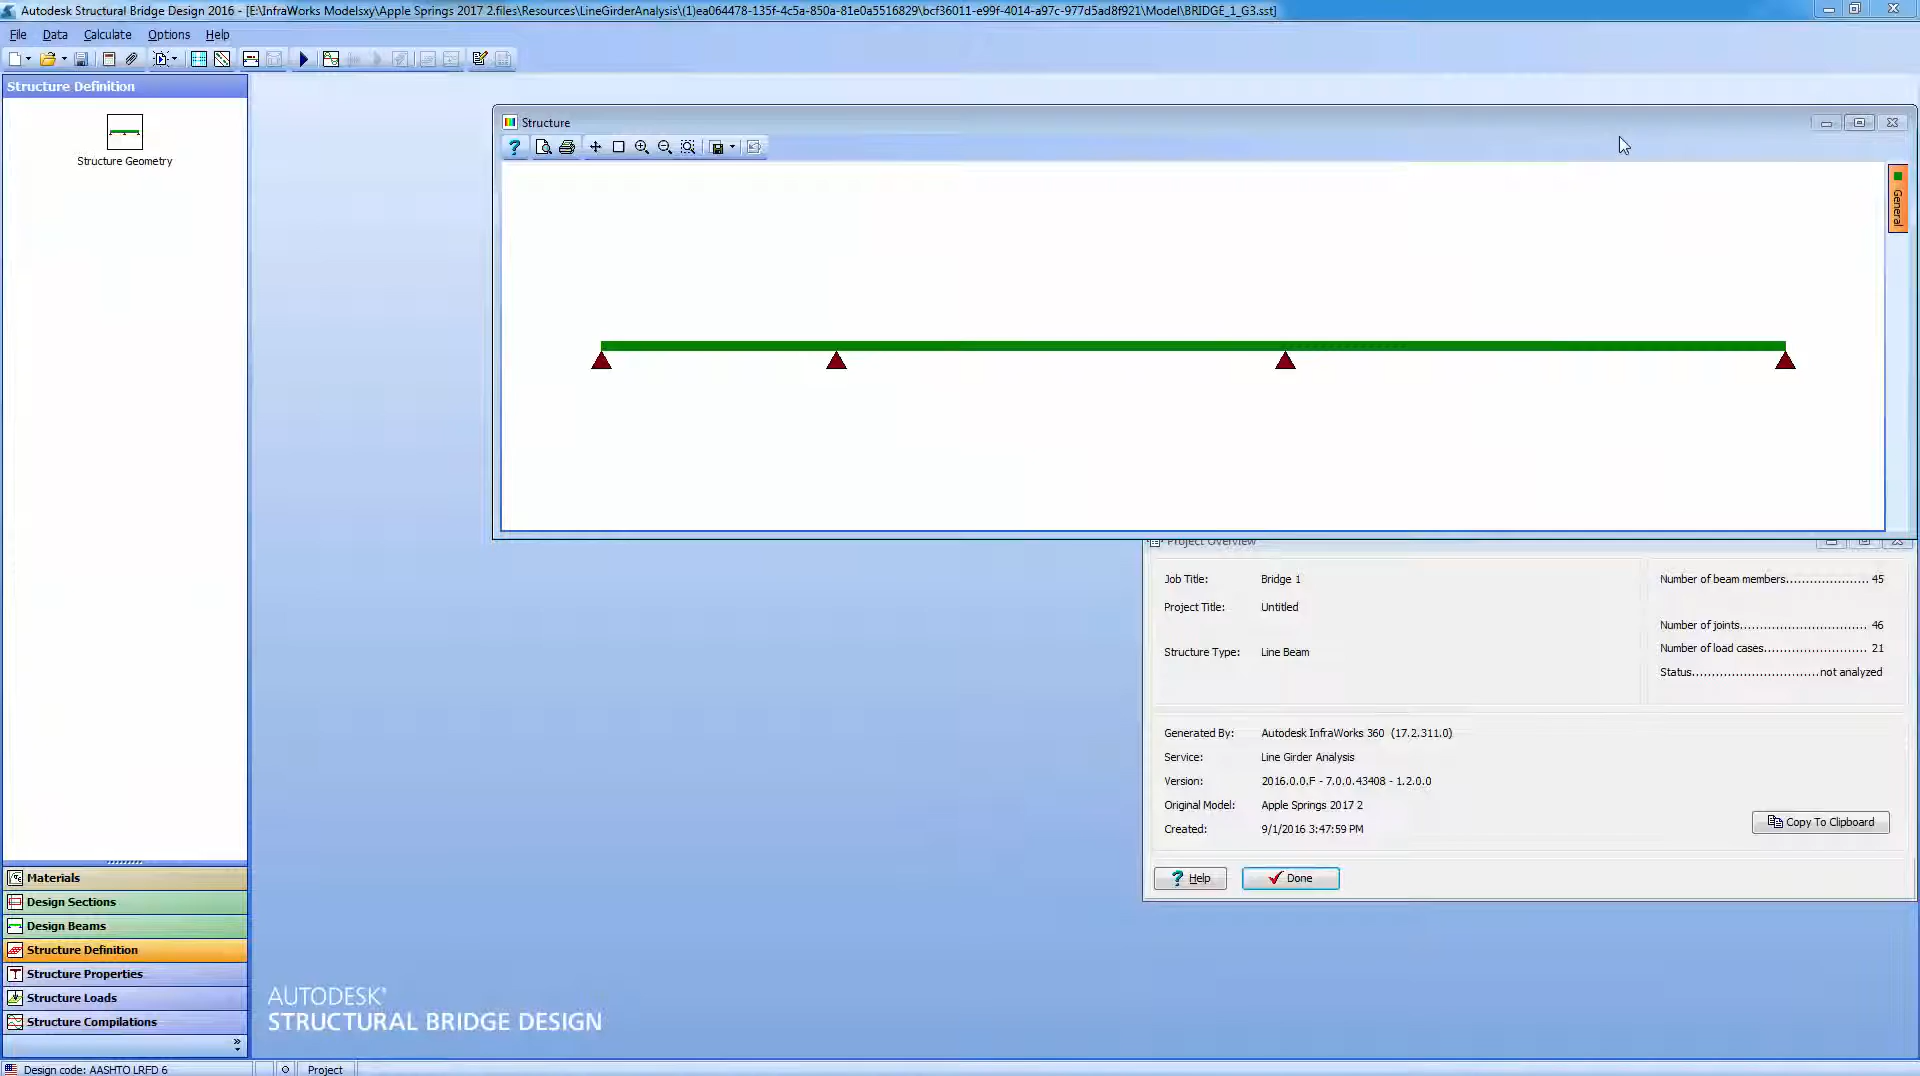 Autodesk Structural Bridge Design 2016 - [E:\InfraWorks Modelsxy\Apple Springs 2017 2.files\Resources\LineGirderAnalysis\(1)ea064478-135f-4c5a-850a-81e0a5516829\bcf36011-e99f-4014-a97c-977d5ad8f921\Model\BRIDGE_1_G3.sst]
File Data Calculate Options Help
Structure Definition
Structure Geometry
Structure
General
Project Overview
Job Title: Bridge 1
Number of beam members..................... 45
Project Title: Untitled
Number of joints................................ 46
Number of load cases.......................... 21
Structure Type: Line Beam
Status................................not analyzed
Generated By: Autodesk InfraWorks 360 (17.2.311.0)
Service: Line Girder Analysis
Version: 2016.0.0.F - 7.0.0.43408 - 1.2.0.0
Original Model: Apple Springs 2017 2
Created: 9/1/2016 3:47:59 PM
Copy To Clipboard
Help
Done
Materials
Design Sections
Design Beams
Structure Definition
Structure Properties
Structure Loads
Structure Compilations
AUTODESK®
STRUCTURAL BRIDGE DESIGN
Design code: AASHTO LRFD 6
Project